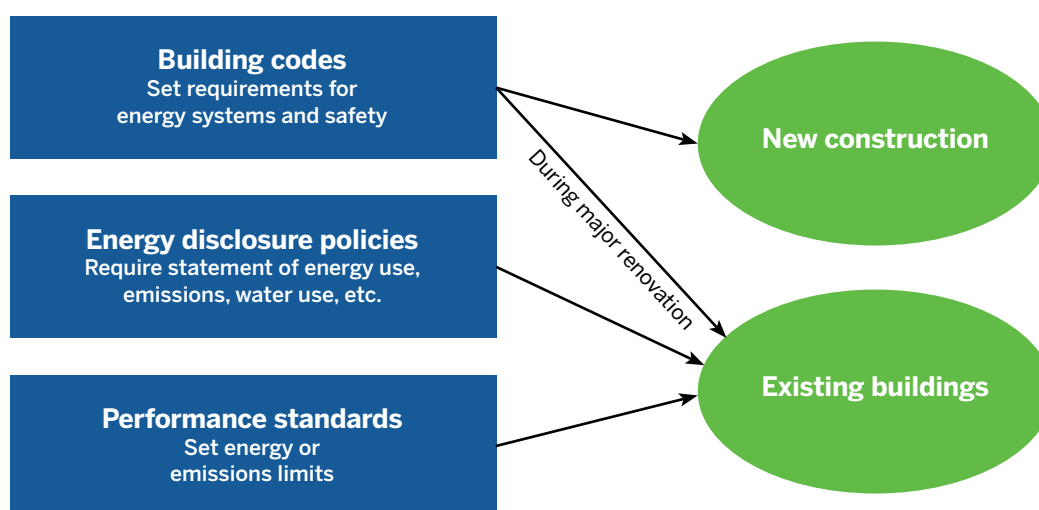 Building codes
Set requirements for
energy systems and safety
New construction
During major renovation
Energy disclosure policies
Require statement of energy use,
emissions, water use, etc.
Existing buildings
Performance standards
Set energy or
emissions limits